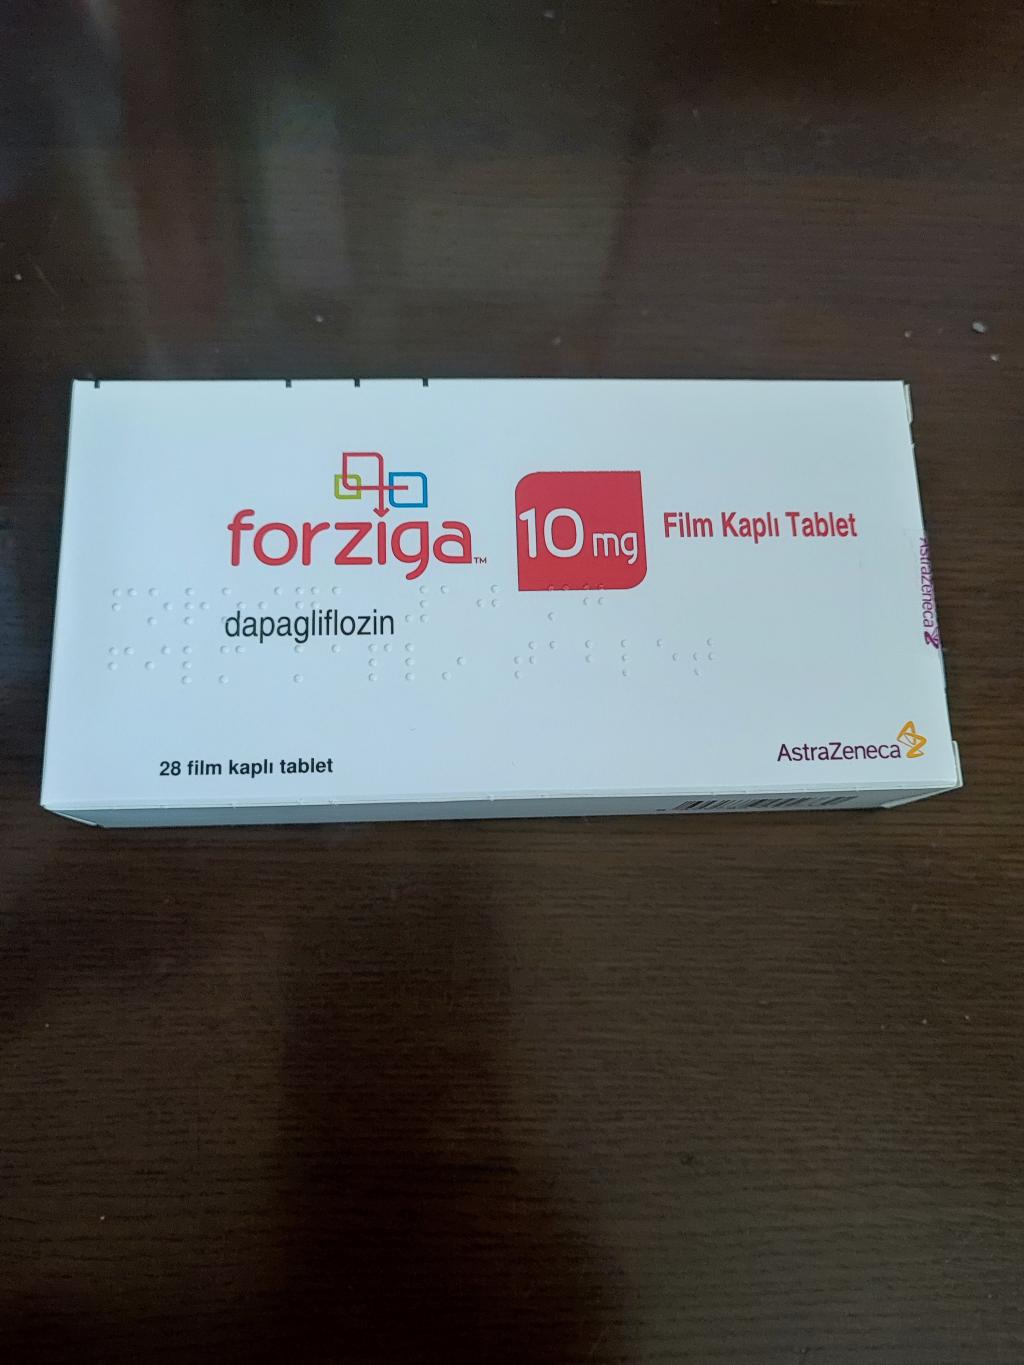 forziga™
10 mg
Film Kaplı Tablet
dapagliflozin
28 film kaplı tablet
AstraZeneca
AstraZeneca